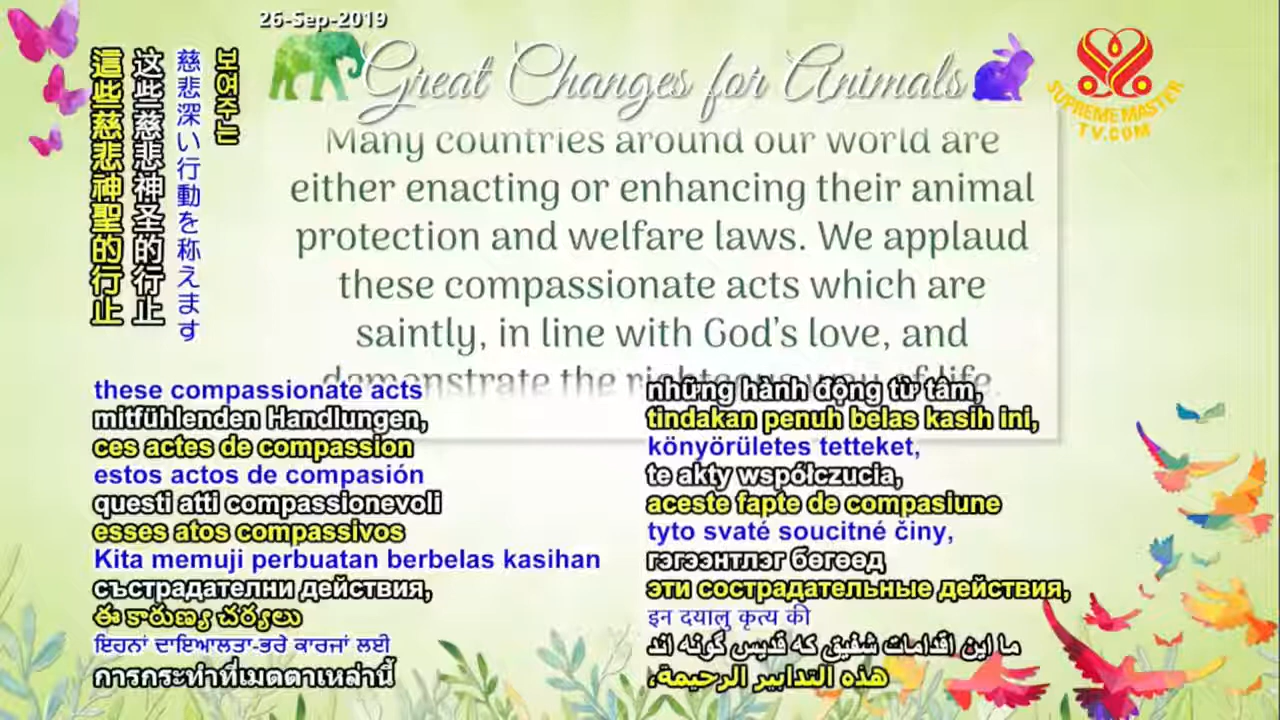 26-Sep-2019
Great Changes for Animals
SUPREME MASTER
TV.COM
보여주는
慈悲深い行動を称えます
这些慈悲神圣的行止
這些慈悲神聖的行止
Many countries around our world are
either enacting or enhancing their animal
protection and welfare laws. We applaud
these compassionate acts which are
saintly, in line with God's love, and
demonstrate the righteous way of life.
these compassionate acts
mitfühlenden Handlungen,
ces actes de compassion
estos actos de compasión
questi atti compassionevoli
esses atos compassivos
Kita memuji perbuatan berbelas kasihan
състрадателни действия,
ఈ కారుణ్య చర్యలు
ਇਹਨਾਂ ਦਾਇਆਲਤਾ-ਭਰੇ ਕਾਰਜਾਂ ਲਈ
การกระทำที่เมตตาเหล่านี้
những hành động từ tâm,
tindakan penuh belas kasih ini,
könyörületes tetteket,
te akty współczucia,
aceste fapte de compasiune
tyto svaté soucitné činy,
гэгээнтлэг бөгөөд
эти сострадательные действия,
इन दयालु कृत्य की
ما این اقدامات شفیق که قدیس گونه اند
هذه التدابير الرحيمة،